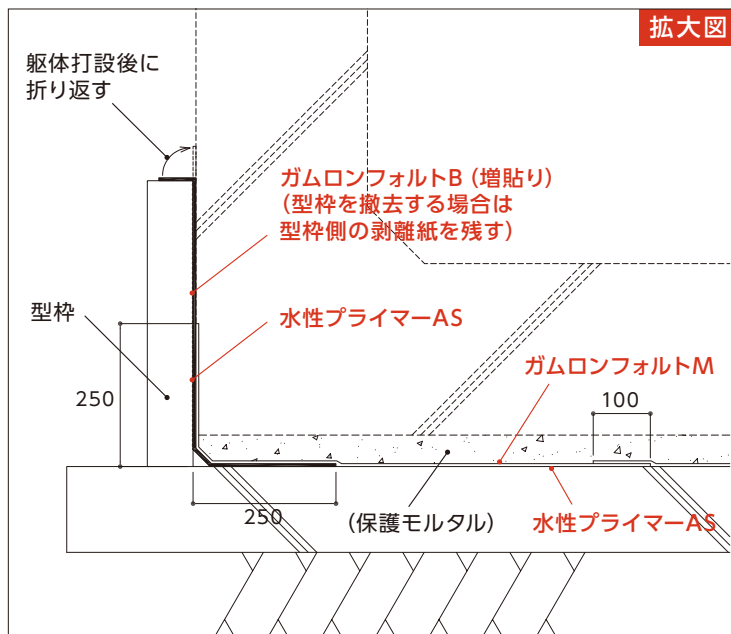 拡大図
躯体打設後に
折り返す
ガムロンフォルトB（増貼り）
（型枠を撤去する場合は
型枠側の剥離紙を残す）
型枠
水性プライマーAS
ガムロンフォルトM
250
100
250
（保護モルタル）
水性プライマーAS